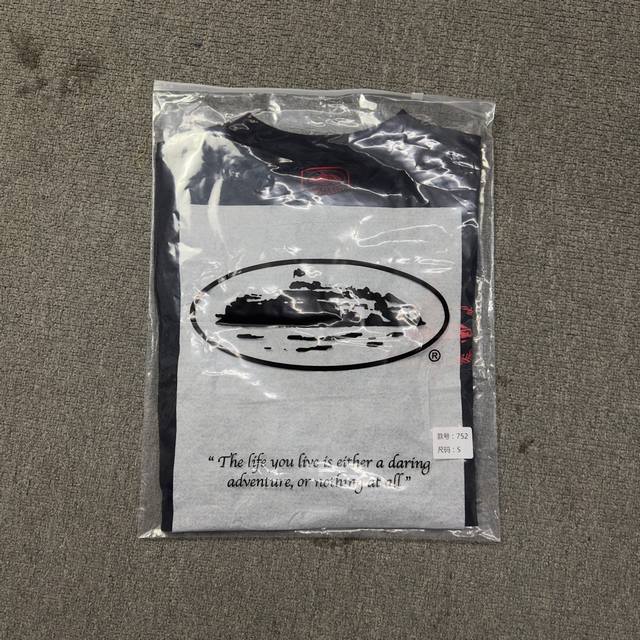 ®
款号：752
尺码：S
“ The life you live is either a daring
adventure, or nothing at all ”